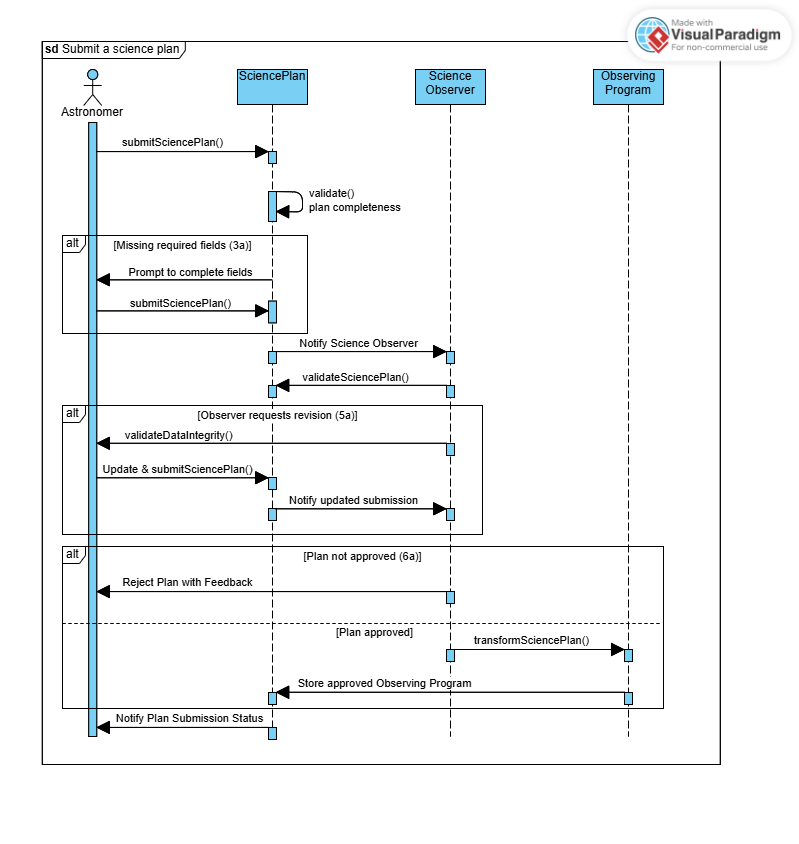 Made with
VisualParadigm
For non-commercial use
sd Submit a science plan
Astronomer
SciencePlan
Science
Observer
Observing
Program
submitSciencePlan()
validate()
plan completeness
alt
[Missing required fields (3a)]
Prompt to complete fields
submitSciencePlan()
Notify Science Observer
validateSciencePlan()
alt
[Observer requests revision (5a)]
validateDataIntegrity()
Update & submitSciencePlan()
Notify updated submission
alt
[Plan not approved (6a)]
Reject Plan with Feedback
[Plan approved]
transformSciencePlan()
Store approved Observing Program
Notify Plan Submission Status